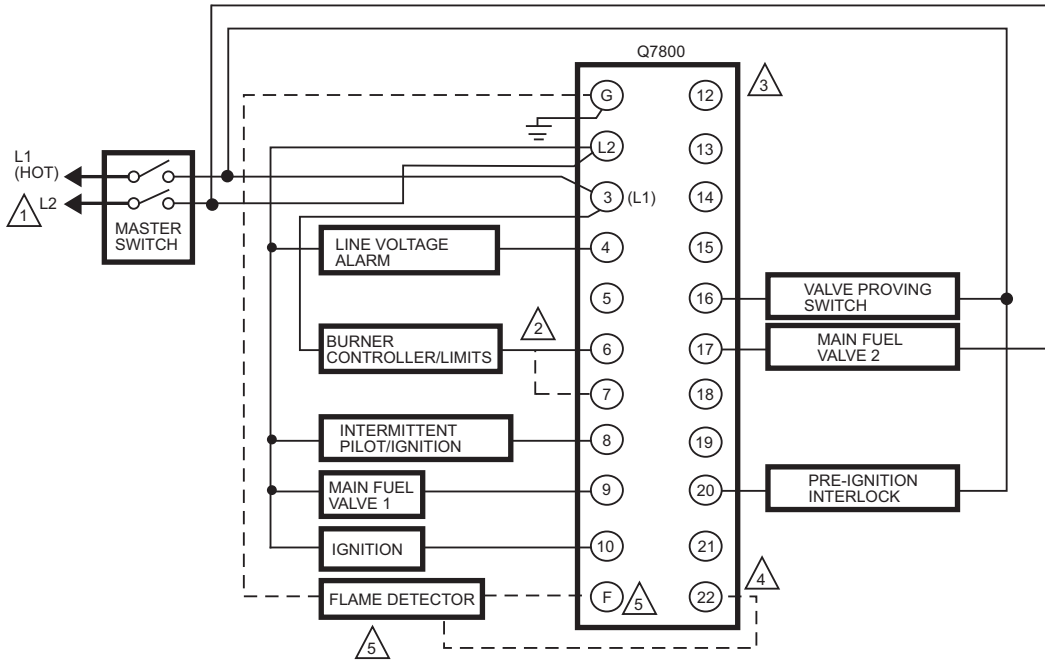 Q7800
G
12
3
L2
13
L1
(HOT)
3
(L1)
14
1
L2
MASTER
SWITCH
LINE VOLTAGE
ALARM
4
15
5
16
VALVE PROVING
SWITCH
2
BURNER
CONTROLLER/LIMITS
6
17
MAIN FUEL
VALVE 2
7
18
INTERMITTENT
PILOT/IGNITION
8
19
MAIN FUEL
VALVE 1
9
20
PRE-IGNITION
INTERLOCK
IGNITION
10
21
4
FLAME DETECTOR
F
5
22
5